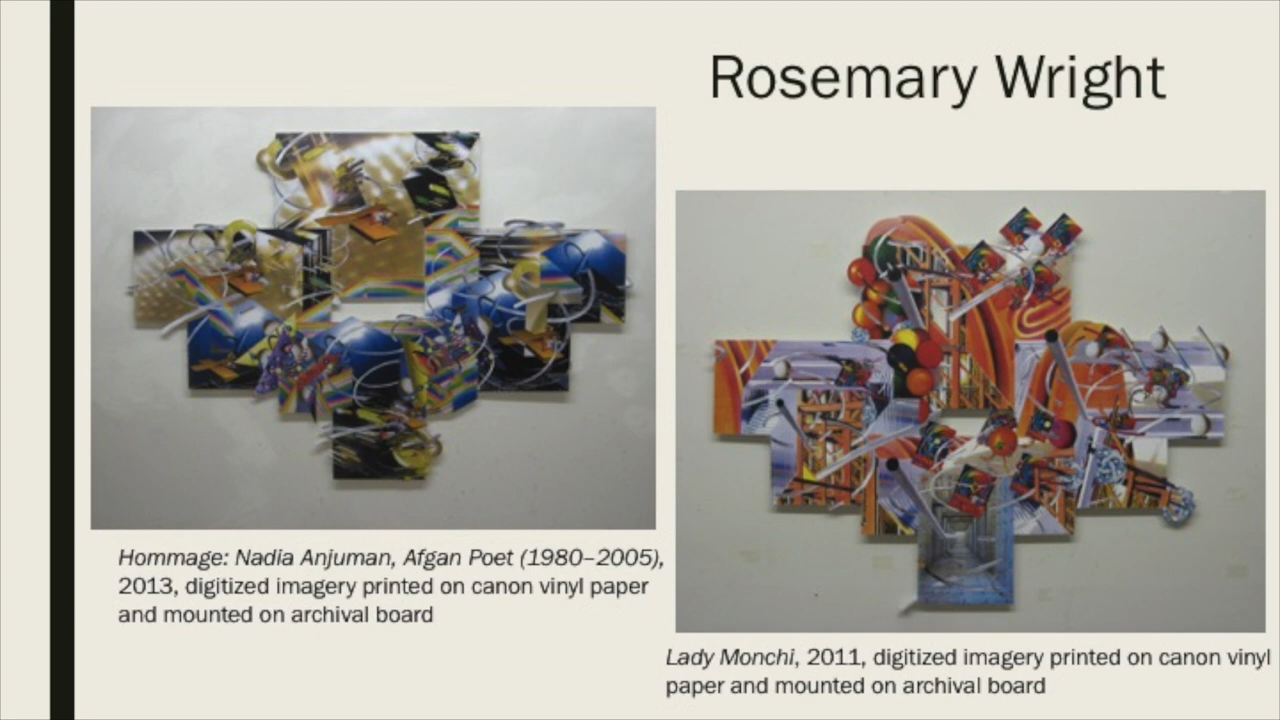 Rosemary Wright
Hommage: Nadia Anjuman, Afgan Poet (1980–2005),
2013, digitized imagery printed on canon vinyl paper
and mounted on archival board
Lady Monchi, 2011, digitized imagery printed on canon vinyl
paper and mounted on archival board